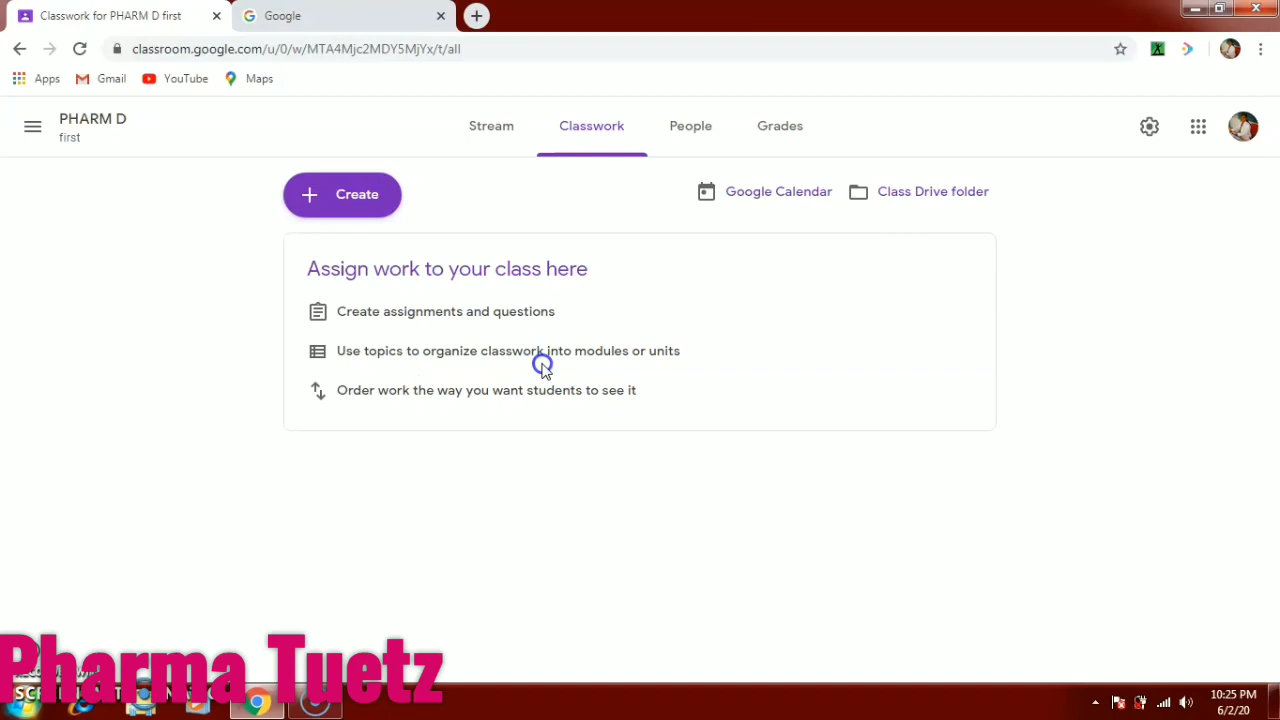 Classwork for PHARM D first
Google
classroom.google.com/u/0/w/MTA4Mjc2MDY5MjYx/t/all
Apps
Gmail
YouTube
Maps
PHARM D
first
Stream
Classwork
People
Grades
Create
Google Calendar
Class Drive folder
Assign work to your class here
Create assignments and questions
Use topics to organize classwork into modules or units
Order work the way you want students to see it
Pharma Tuetz
10:25 PM
6/2/20